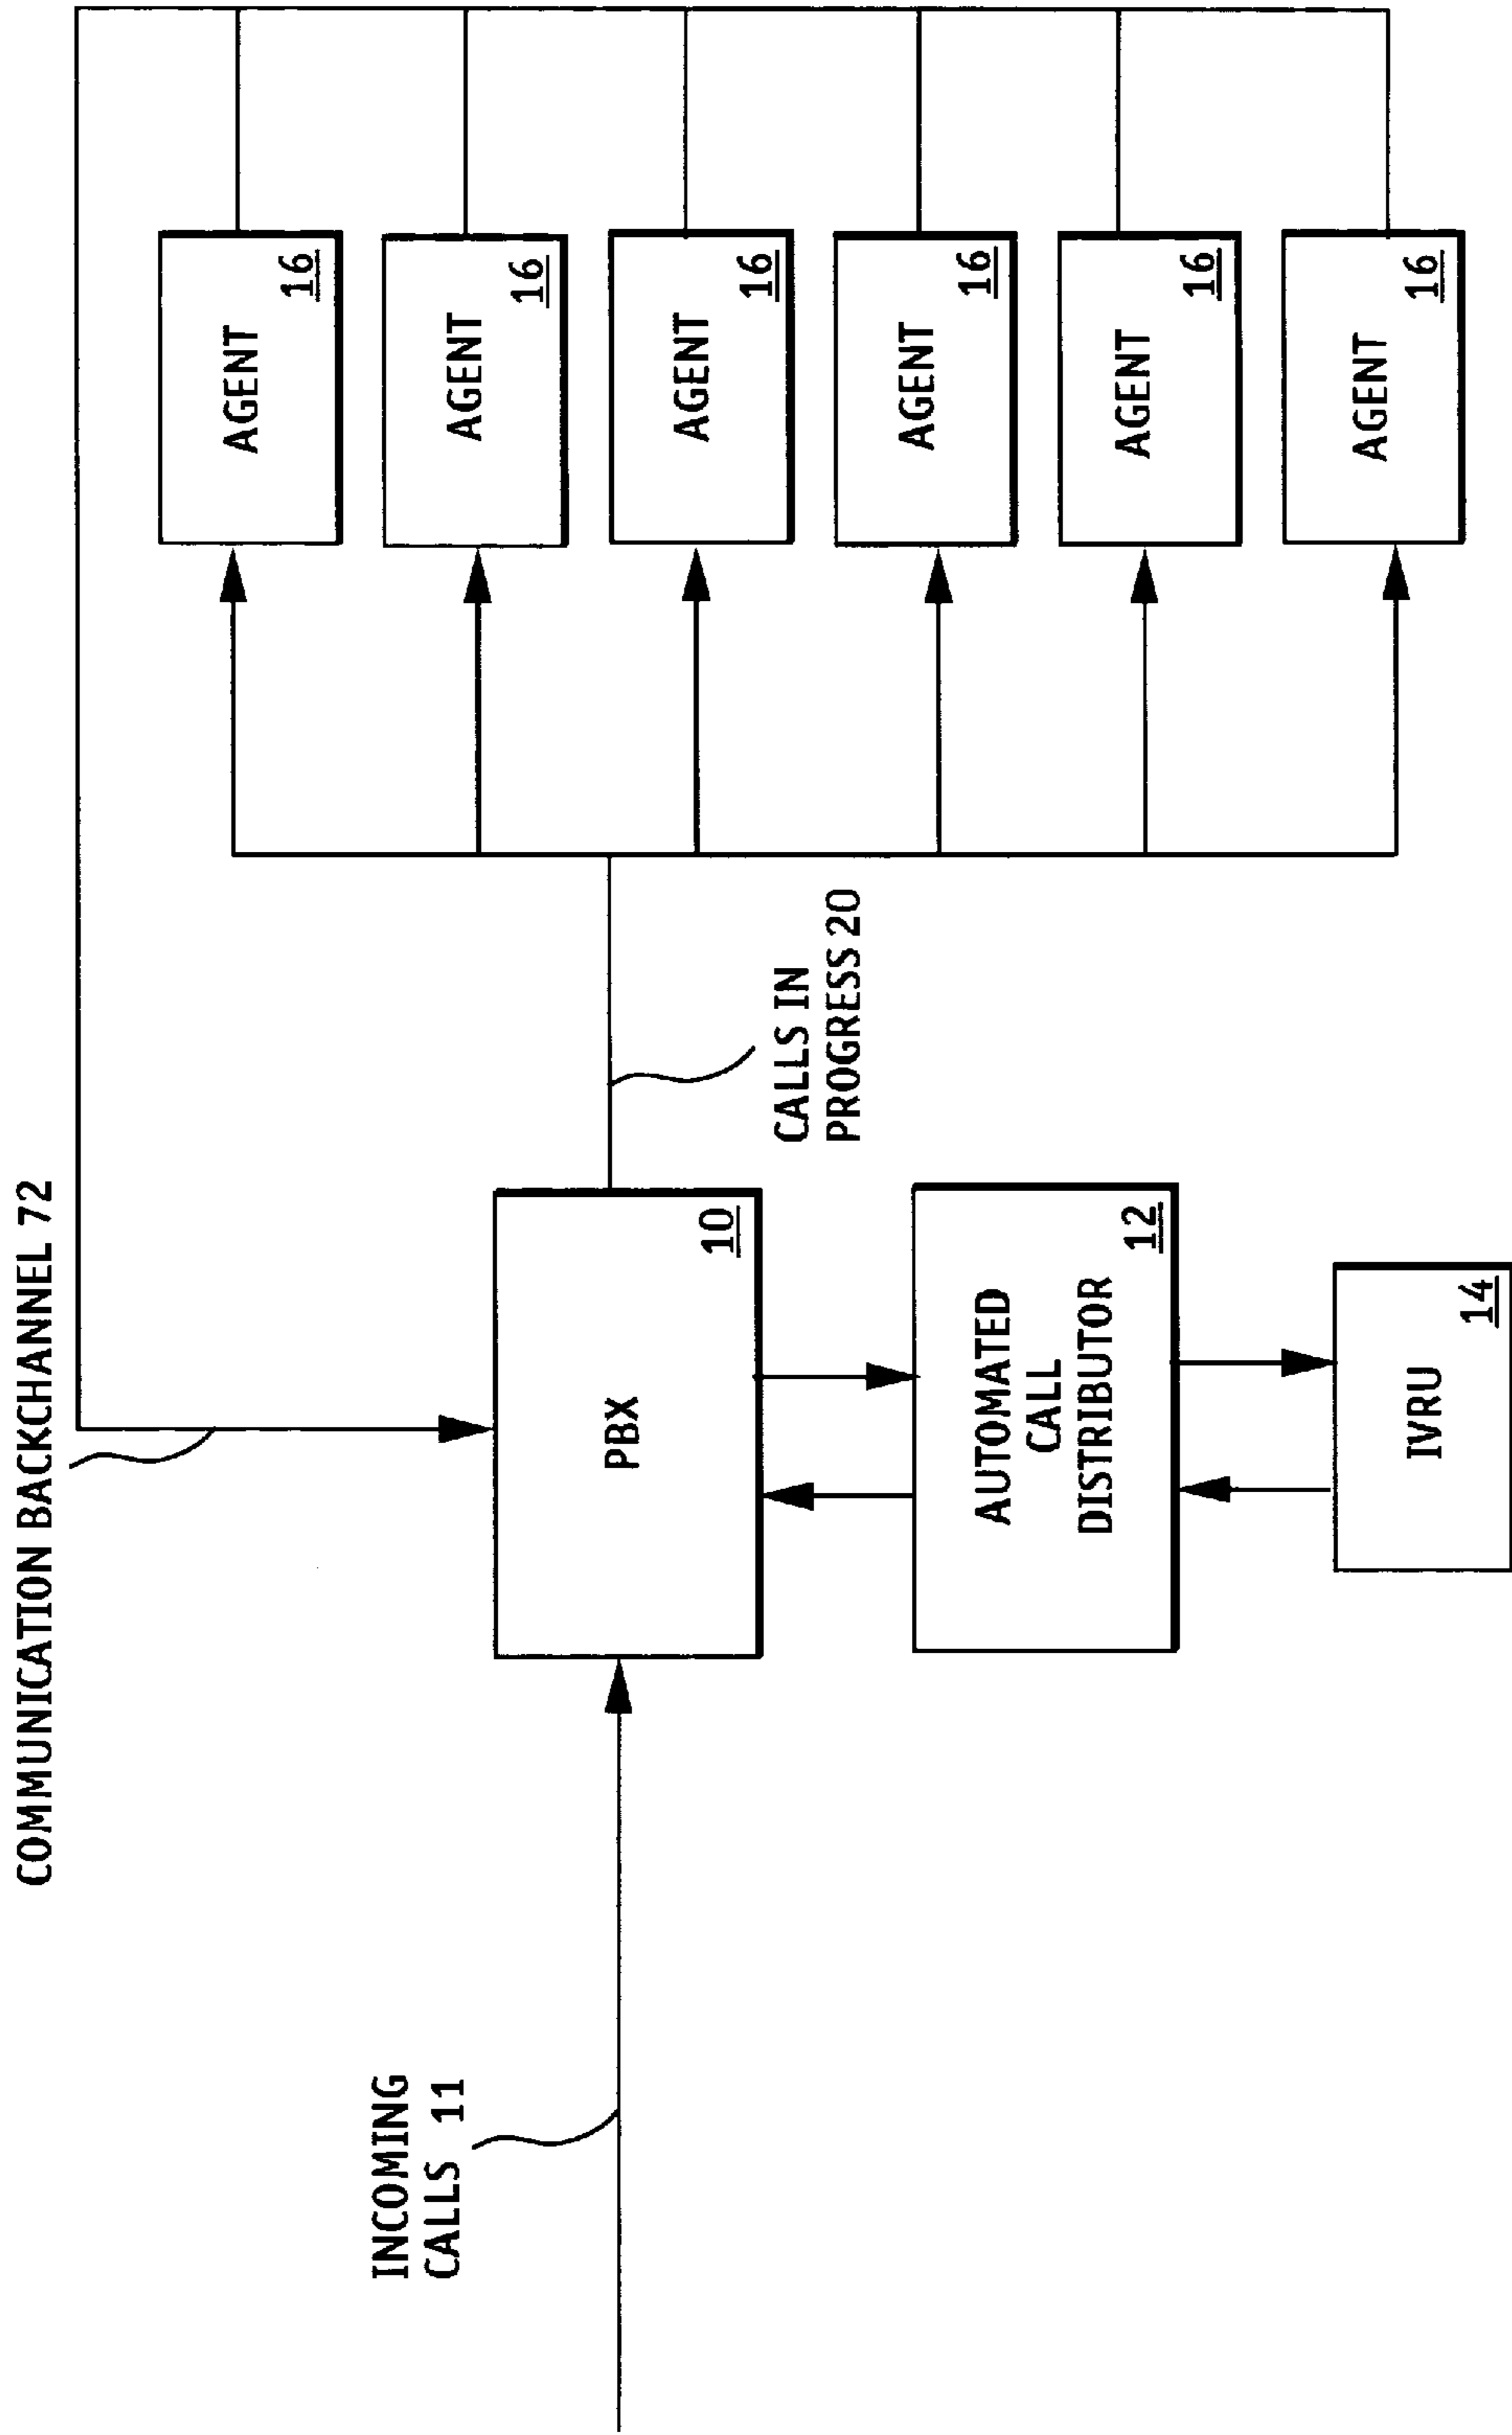 COMMUNICATION BACKCHANNEL 72
INCOMING
CALLS 11
PBX
10
CALLS IN
PROGRESS 20
AUTOMATED
CALL
DISTRIBUTOR
12
IVRU
14
AGENT
16
AGENT
16
AGENT
16
AGENT
16
AGENT
16
AGENT
16